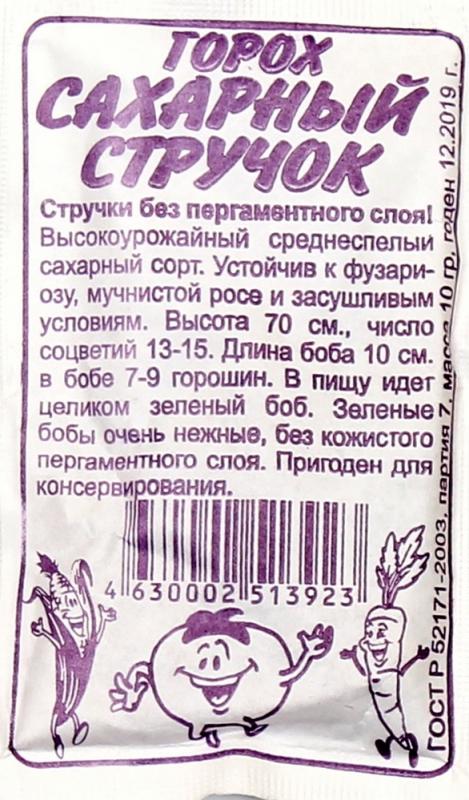 ГОРОХ
САХАРНЫЙ
СТРУЧОК
Стручки без пергаментного слоя!
Высокоурожайный среднеспелый
сахарный сорт. Устойчив к фузари-
озу, мучнистой росе и засушливым
условиям. Высота 70 см., число
соцветий 13-15. Длина боба 10 см.
в бобе 7-9 горошин. В пищу идет
целиком зеленый боб. Зеленые
бобы очень нежные, без кожистого
пергаментного слоя. Пригоден для
консервирования.
4 630002 513923
ГОСТ Р 52171-2003, партия 7, масса 10 гр, годен 12.2019 г.